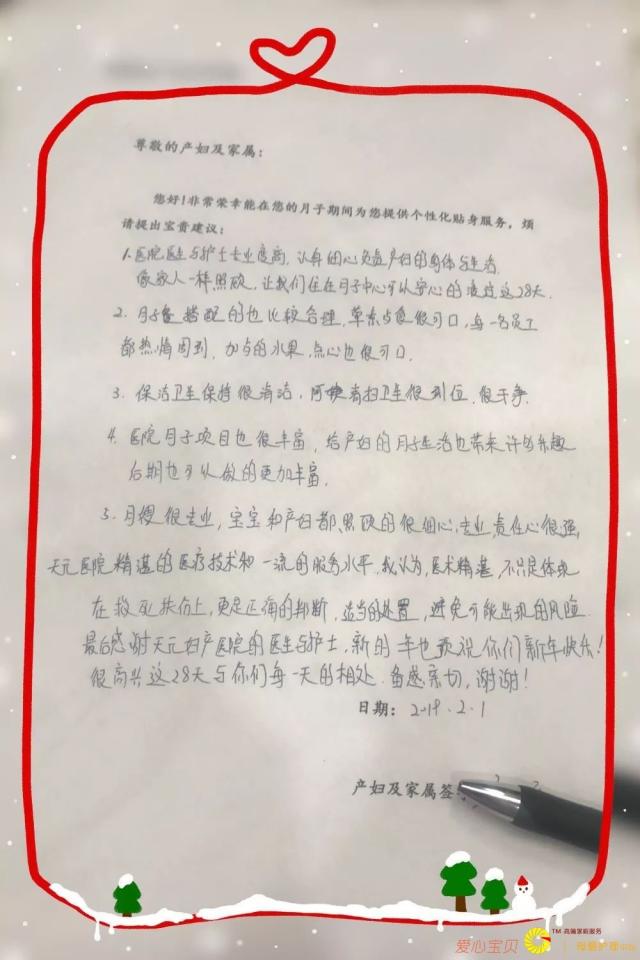 尊敬的产妇及家属：
您好！非常荣幸能在您的月子期间为您提供个性化贴身服务，烦
请提出宝贵建议：
1.医院医生与护士专业度高，认真细心负责产妇的身体与生育
像家人一样照顾，让我们住在月子中心可以安心的渡过这28天.
2.月子餐搭配的也比较合理，荤素与食很可口，每一名员工
都热情周到，加与的水果，点心也很可口.
3.保洁卫生保持很清洁，阿姨清扫卫生很到位，很干净.
4.医院月子项目也很丰富，给产妇的月子生活也带来许多乐趣
后期也可以做的更加丰富.
5.月嫂很专业，宝宝和产妇都照顾的很细心，专业责任心很强，
天元医院精湛的医疗技术和一流的服务水平.我认为，医术精湛，不只是体现
在救死扶伤上，更是正确的判断，适当的处置，避免可能出现的风险.
最后感谢天元妇产医院的医生与护士，新的一年也要说你们新年快乐！
很高兴这28天与你们每一天的相处.备感亲切，谢谢！
日期：2019.2.1
产妇及家属签
爱心宝贝 TM 高端家庭服务
母婴护理中心